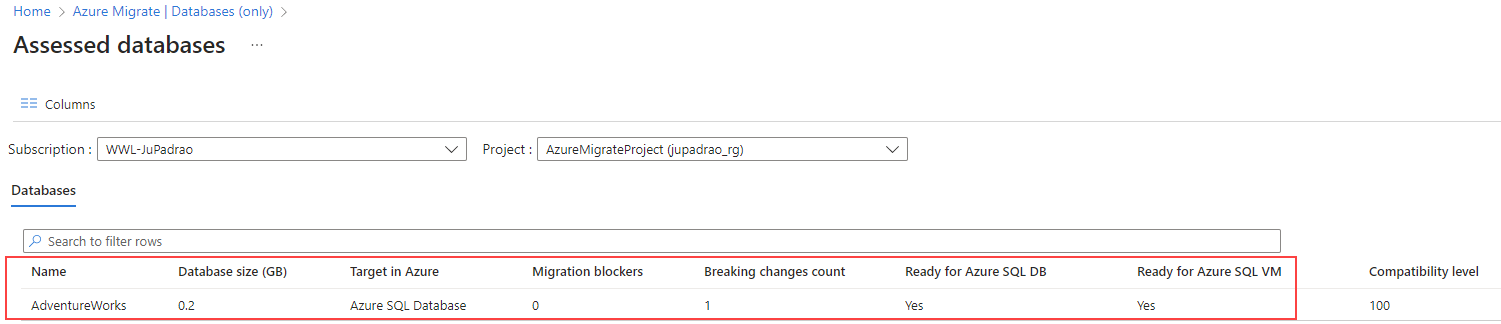 Home > Azure Migrate | Databases (only) >
Assessed databases ...
Columns
Subscription : WWL-JuPadrao Project : AzureMigrateProject (jupadrao_rg)
Databases
Search to filter rows
Name Database size (GB) Target in Azure Migration blockers Breaking changes count Ready for Azure SQL DB Ready for Azure SQL VM Compatibility level
AdventureWorks 0.2 Azure SQL Database 0 1 Yes Yes 100